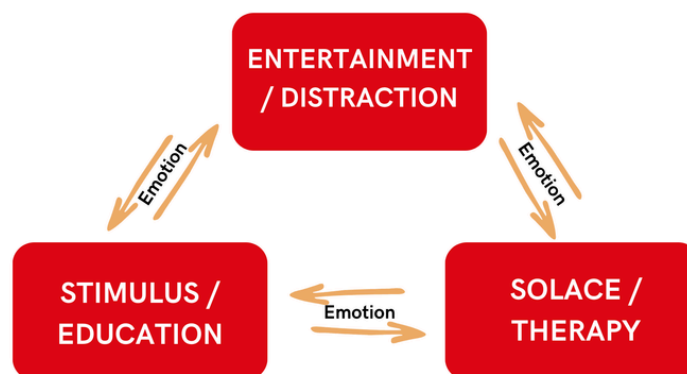 ENTERTAINMENT
/ DISTRACTION
Emotion
Emotion
STIMULUS /
EDUCATION
Emotion
SOLACE /
THERAPY